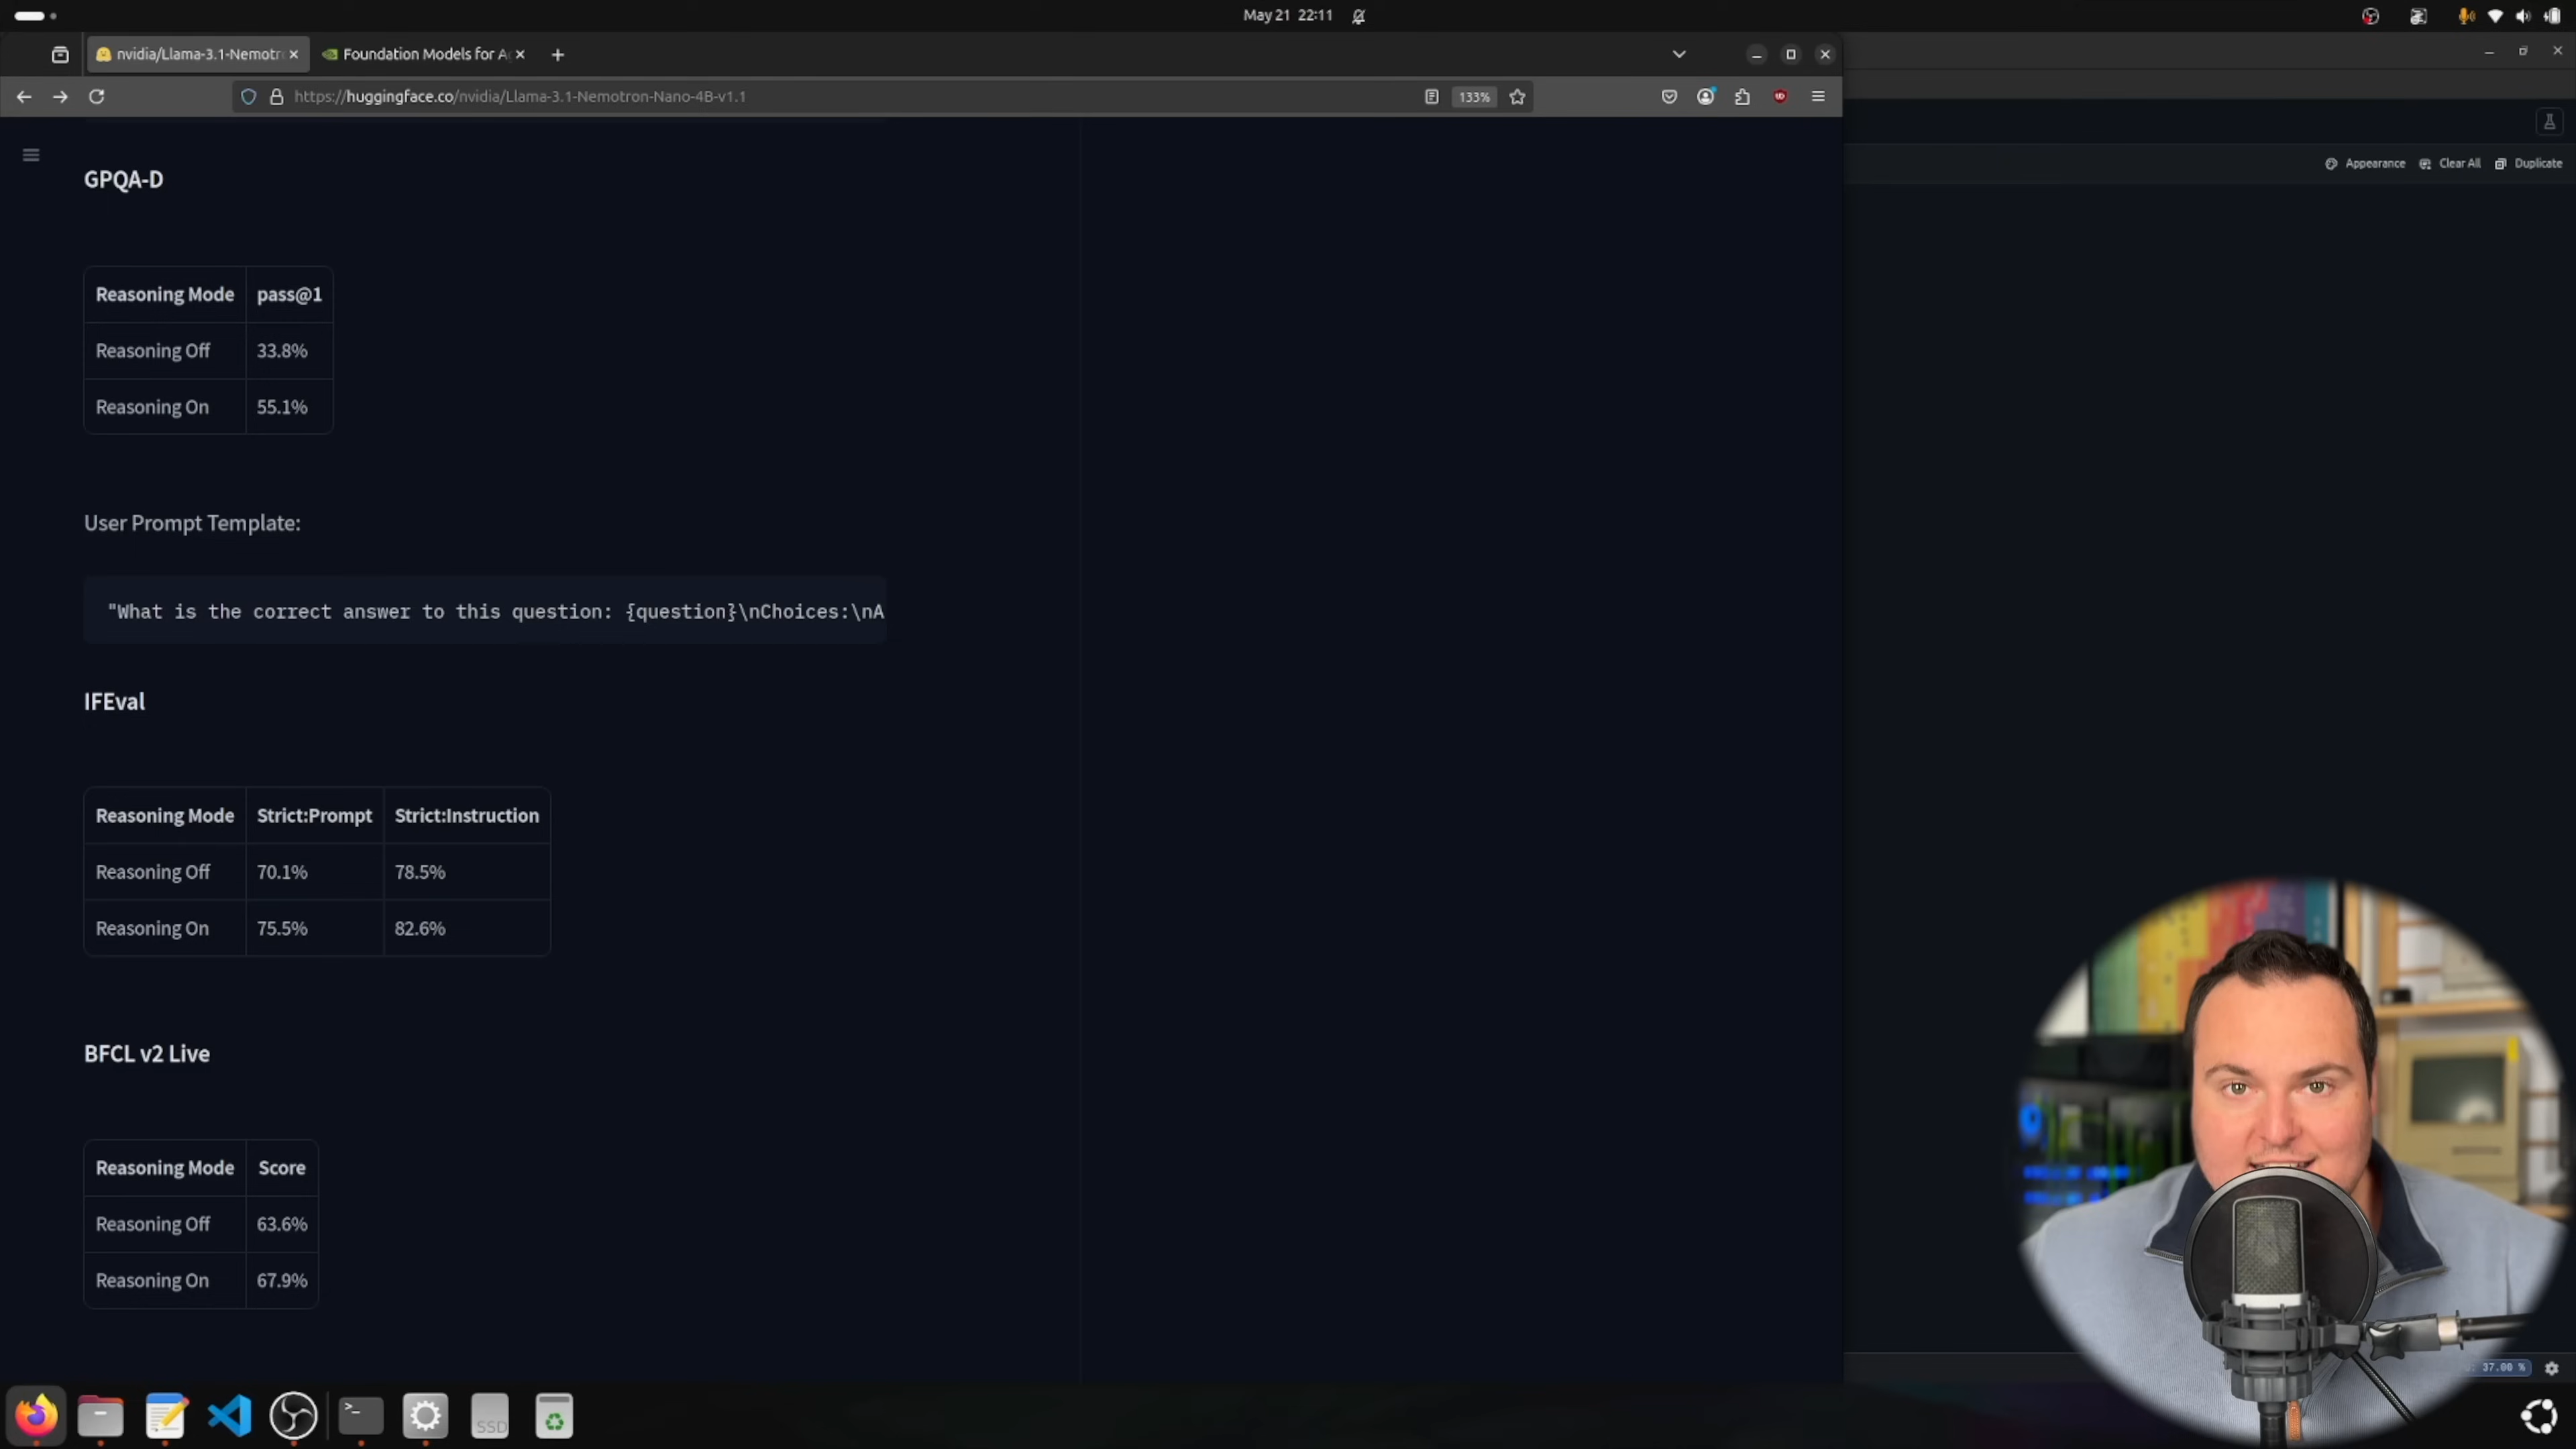 May 21 22:11
nvidia/Llama-3.1-Nemotr
Foundation Models for A
https://huggingface.co/nvidia/Llama-3.1-Nemotron-Nano-4B-v1.1
133%
Appearance
Clear All
Duplicate
GPQA-D
Reasoning Mode pass@1
Reasoning Off 33.8%
Reasoning On 55.1%
User Prompt Template:
"What is the correct answer to this question: {question}\nChoices:\nA
IFEval
Reasoning Mode Strict:Prompt Strict:Instruction
Reasoning Off 70.1% 78.5%
Reasoning On 75.5% 82.6%
BFCL v2 Live
Reasoning Mode Score
Reasoning Off 63.6%
Reasoning On 67.9%
37.00 %
SSD